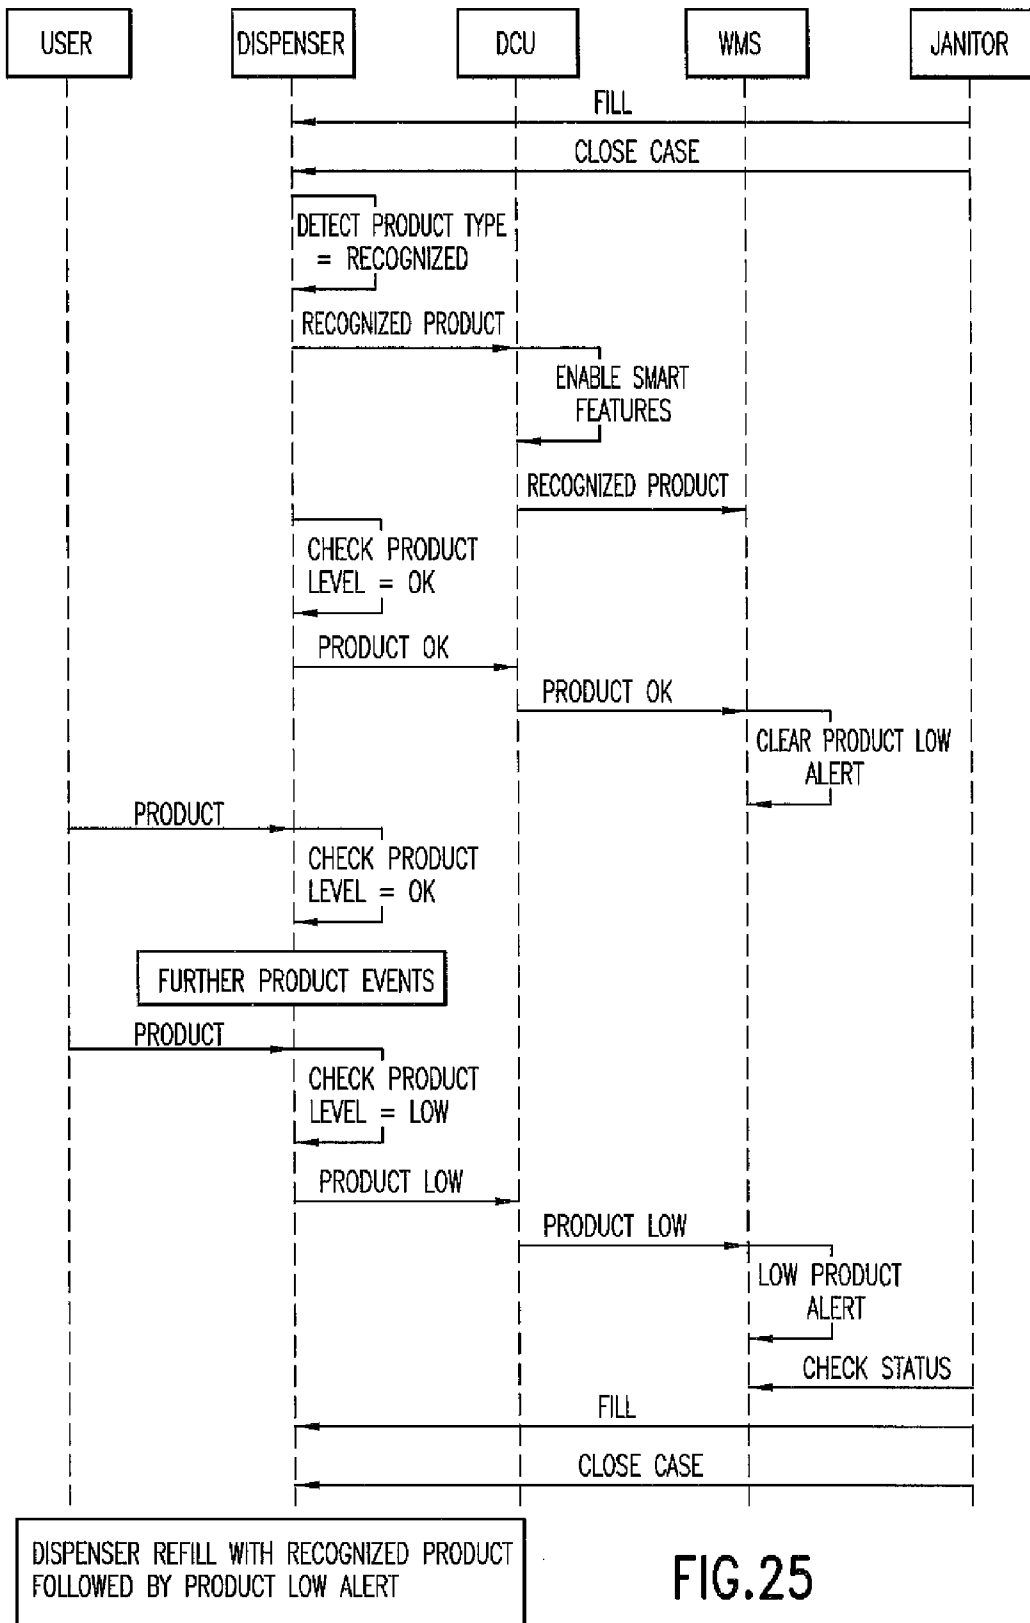 USER
DISPENSER
DCU
WMS
JANITOR
FILL
CLOSE CASE
DETECT PRODUCT TYPE
= RECOGNIZED
RECOGNIZED PRODUCT
ENABLE SMART
FEATURES
RECOGNIZED PRODUCT
CHECK PRODUCT
LEVEL = OK
PRODUCT OK
PRODUCT OK
CLEAR PRODUCT LOW
ALERT
PRODUCT
CHECK PRODUCT
LEVEL = OK
FURTHER PRODUCT EVENTS
PRODUCT
CHECK PRODUCT
LEVEL = LOW
PRODUCT LOW
PRODUCT LOW
LOW PRODUCT
ALERT
CHECK STATUS
FILL
CLOSE CASE
DISPENSER REFILL WITH RECOGNIZED PRODUCT
FOLLOWED BY PRODUCT LOW ALERT
FIG.25